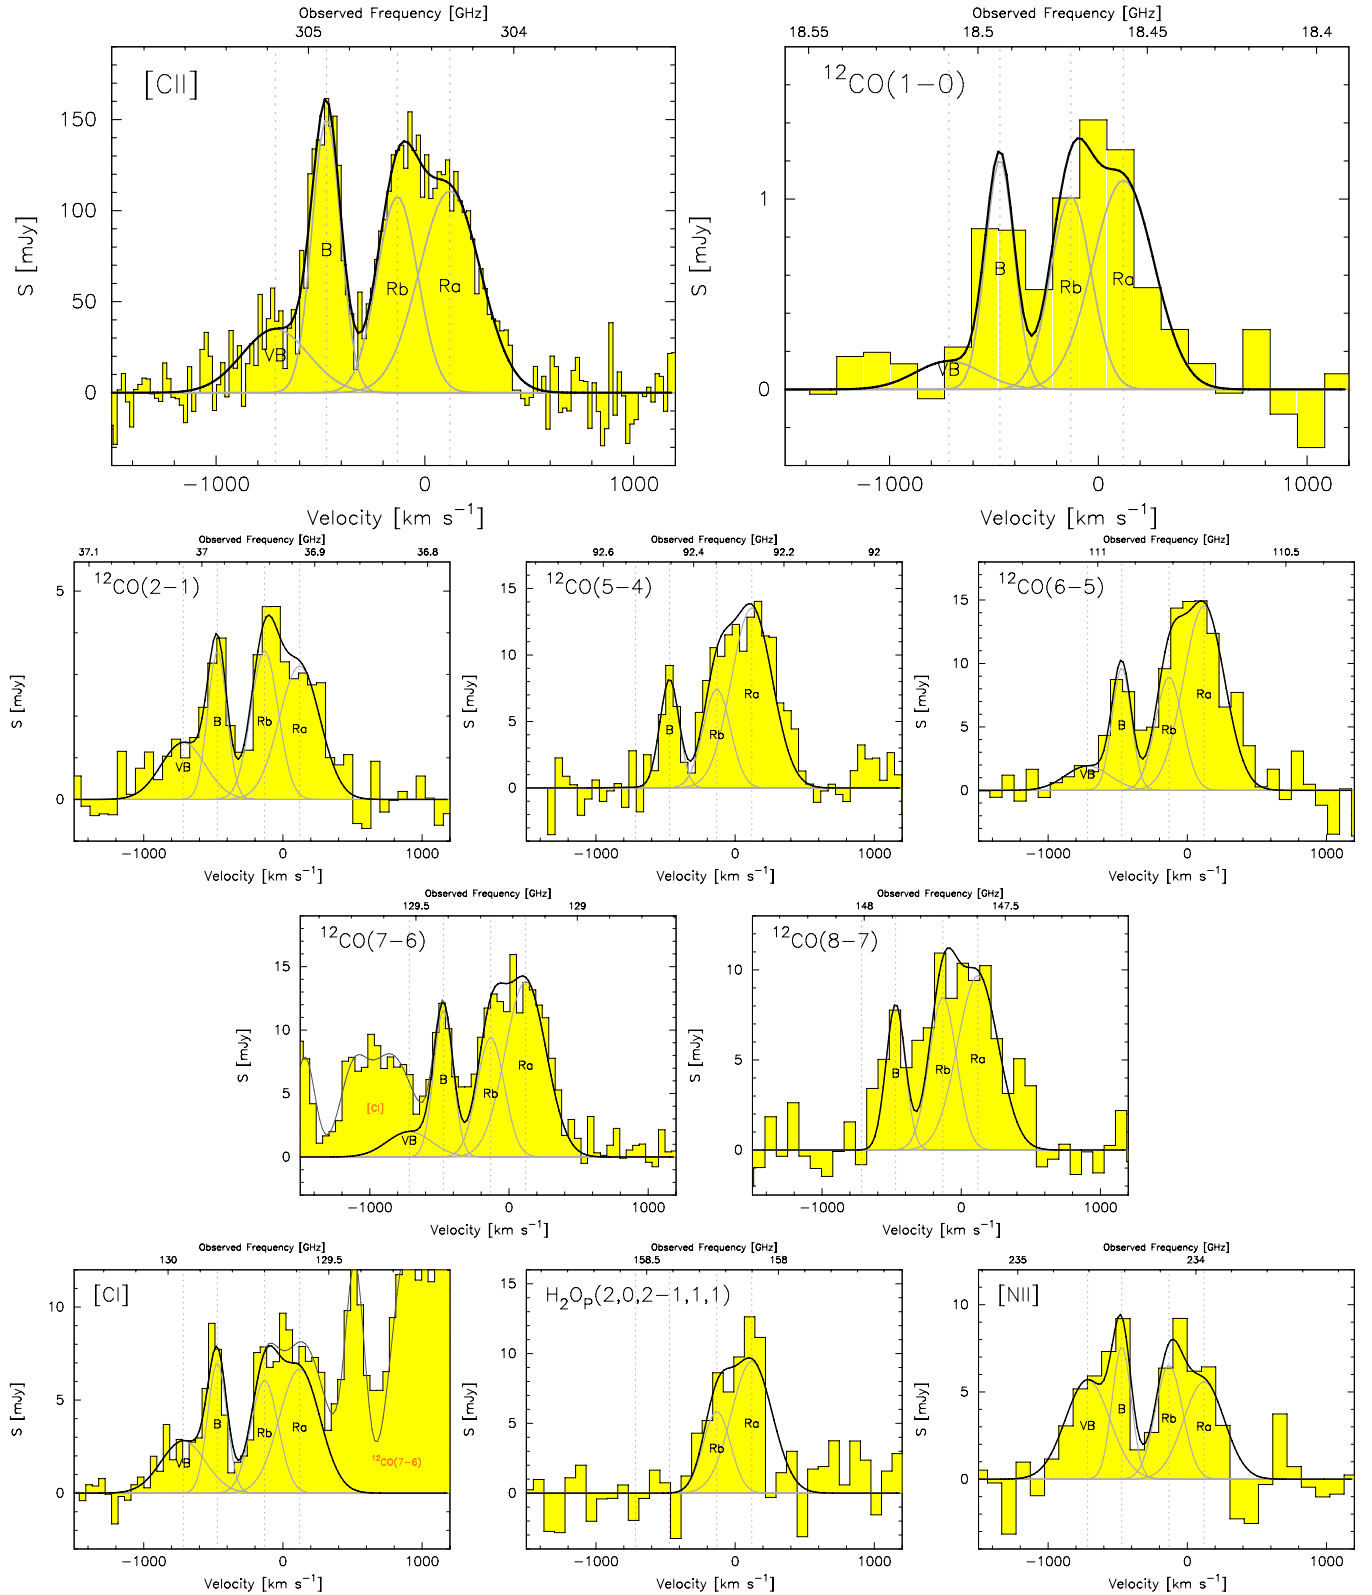 Observed Frequency [GHz]
305 304
[CII]
S [mJy]
150
100
50
0
VB B Rb Ra
−1000 0 1000
Velocity [km s⁻¹]
Observed Frequency [GHz]
18.55 18.5 18.45 18.4
¹²CO(1−0)
S [mJy]
1
0
VB B Rb Ra
−1000 0 1000
Velocity [km s⁻¹]
Observed Frequency [GHz]
37.1 37 36.9 36.8
¹²CO(2−1)
S [mJy]
5
0
VB B Rb Ra
−1000 0 1000
Velocity [km s⁻¹]
Observed Frequency [GHz]
92.6 92.4 92.2 92
¹²CO(5−4)
S [mJy]
15
10
5
0
B Rb Ra
−1000 0 1000
Velocity [km s⁻¹]
Observed Frequency [GHz]
111 110.5
¹²CO(6−5)
S [mJy]
15
10
5
0
VB B Rb Ra
−1000 0 1000
Velocity [km s⁻¹]
Observed Frequency [GHz]
129.5 129
¹²CO(7−6)
S [mJy]
15
10
5
0
[CI]
VB B Rb Ra
−1000 0 1000
Velocity [km s⁻¹]
Observed Frequency [GHz]
148 147.5
¹²CO(8−7)
S [mJy]
10
5
0
B Rb Ra
−1000 0 1000
Velocity [km s⁻¹]
Observed Frequency [GHz]
130 129.5
[CI]
S [mJy]
10
5
0
VB B Rb Ra
¹²CO(7−6)
−1000 0 1000
Velocity [km s⁻¹]
Observed Frequency [GHz]
158.5 158
H₂O_P(2,0,2−1,1,1)
S [mJy]
15
10
5
0
Rb Ra
−1000 0 1000
Velocity [km s⁻¹]
Observed Frequency [GHz]
235 234
[NII]
S [mJy]
10
5
0
VB B Rb Ra
−1000 0 1000
Velocity [km s⁻¹]